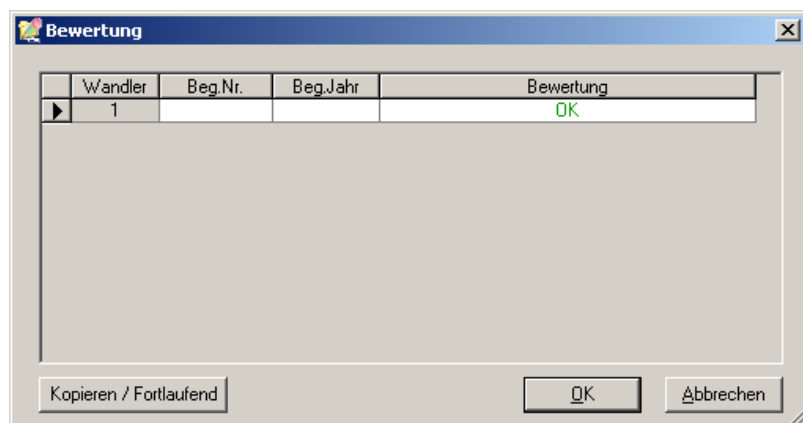 Bewertung
Wandler Beg.Nr. Beg.Jahr Bewertung
1 OK
Kopieren / Fortlaufend OK Abbrechen